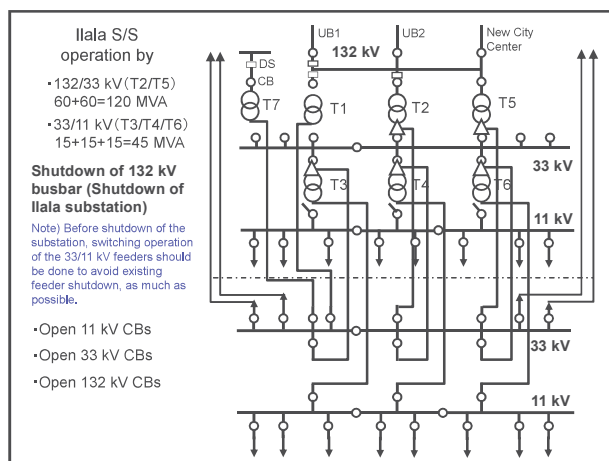 Ilala S/S
operation by
・132/33 kV(T2/T5)
60+60=120 MVA
・33/11 kV(T3/T4/T6)
15+15+15=45 MVA
Shutdown of 132 kV
busbar (Shutdown of
Ilala substation)
Note) Before shutdown of the
substation, switching operation
of the 33/11 kV feeders should
be done to avoid existing
feeder shutdown, as much as
possible.
・Open 11 kV CBs
・Open 33 kV CBs
・Open 132 kV CBs
UB1
UB2
New City
Center
132 kV
DS
CB
T7
T1
T2
T5
33 kV
T3
T4
T6
11 kV
33 kV
11 kV